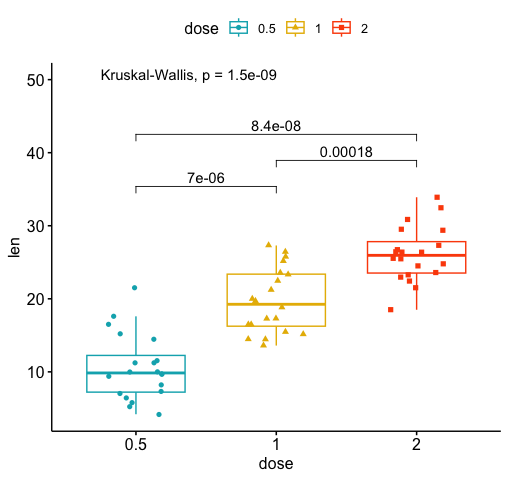 dose 0.5 1 2
50
Kruskal-Wallis, p = 1.5e-09
8.4e-08
40
0.00018
7e-06
30
len
20
10
0.5 1 2
dose